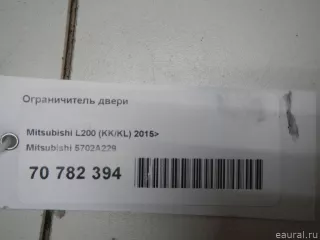 Ограничитель двери
Mitsubishi L200 (KK/KL) 2015>
Mitsubishi 5702A229
70 782 394
eaural.ru